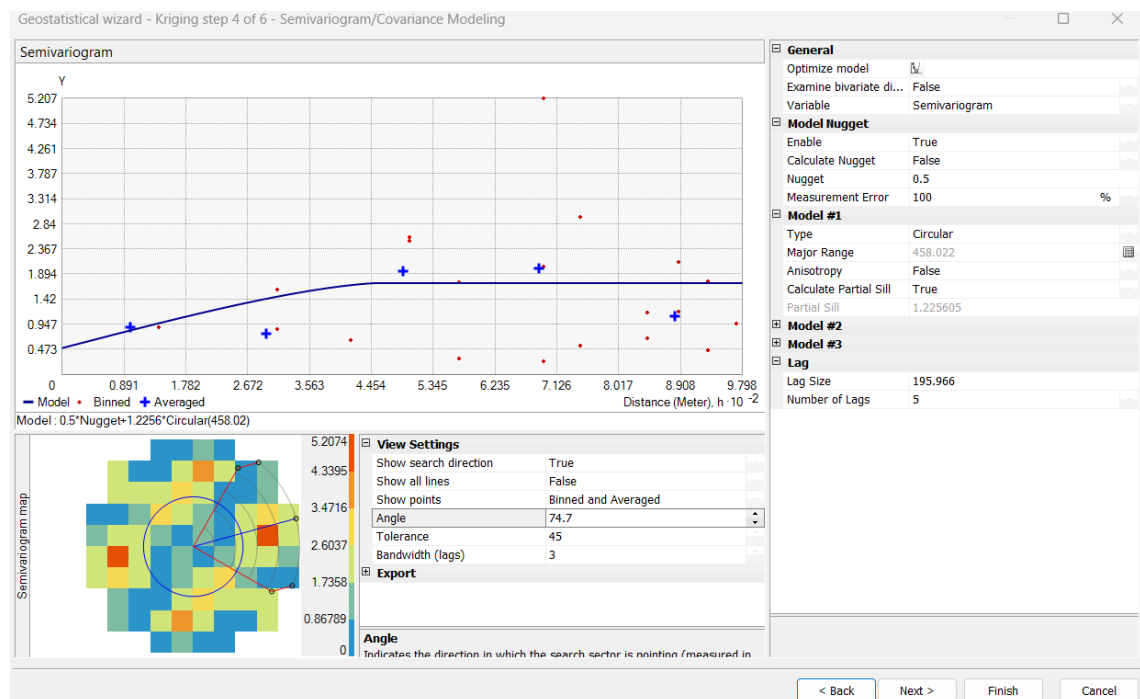 Geostatistical wizard - Kriging step 4 of 6 - Semivariogram/Covariance Modeling
Semivariogram
γ
5.207
4.734
4.261
3.787
3.314
2.84
2.367
1.894
1.42
0.947
0.473
0 0.891 1.782 2.672 3.563 4.454 5.345 6.235 7.126 8.017 8.908 9.798
Model Binned Averaged
Distance (Meter), h ·10 -2
Model : 0.5*Nugget+1.2256*Circular(458.02)
General
Optimize model
Examine bivariate di... False
Variable Semivariogram
Model Nugget
Enable True
Calculate Nugget False
Nugget 0.5
Measurement Error 100 %
Model #1
Type Circular
Major Range 458.022
Anisotropy False
Calculate Partial Sill True
Partial Sill 1.225605
Model #2
Model #3
Lag
Lag Size 195.966
Number of Lags 5
Semivariogram map
5.2074
4.3395
3.4716
2.6037
1.7358
0.86789
0
View Settings
Show search direction True
Show all lines False
Show points Binned and Averaged
Angle 74.7
Tolerance 45
Bandwidth (lags) 3
Export
Angle
Indicates the direction in which the search sector is pointing (measured in
< Back Next > Finish Cancel